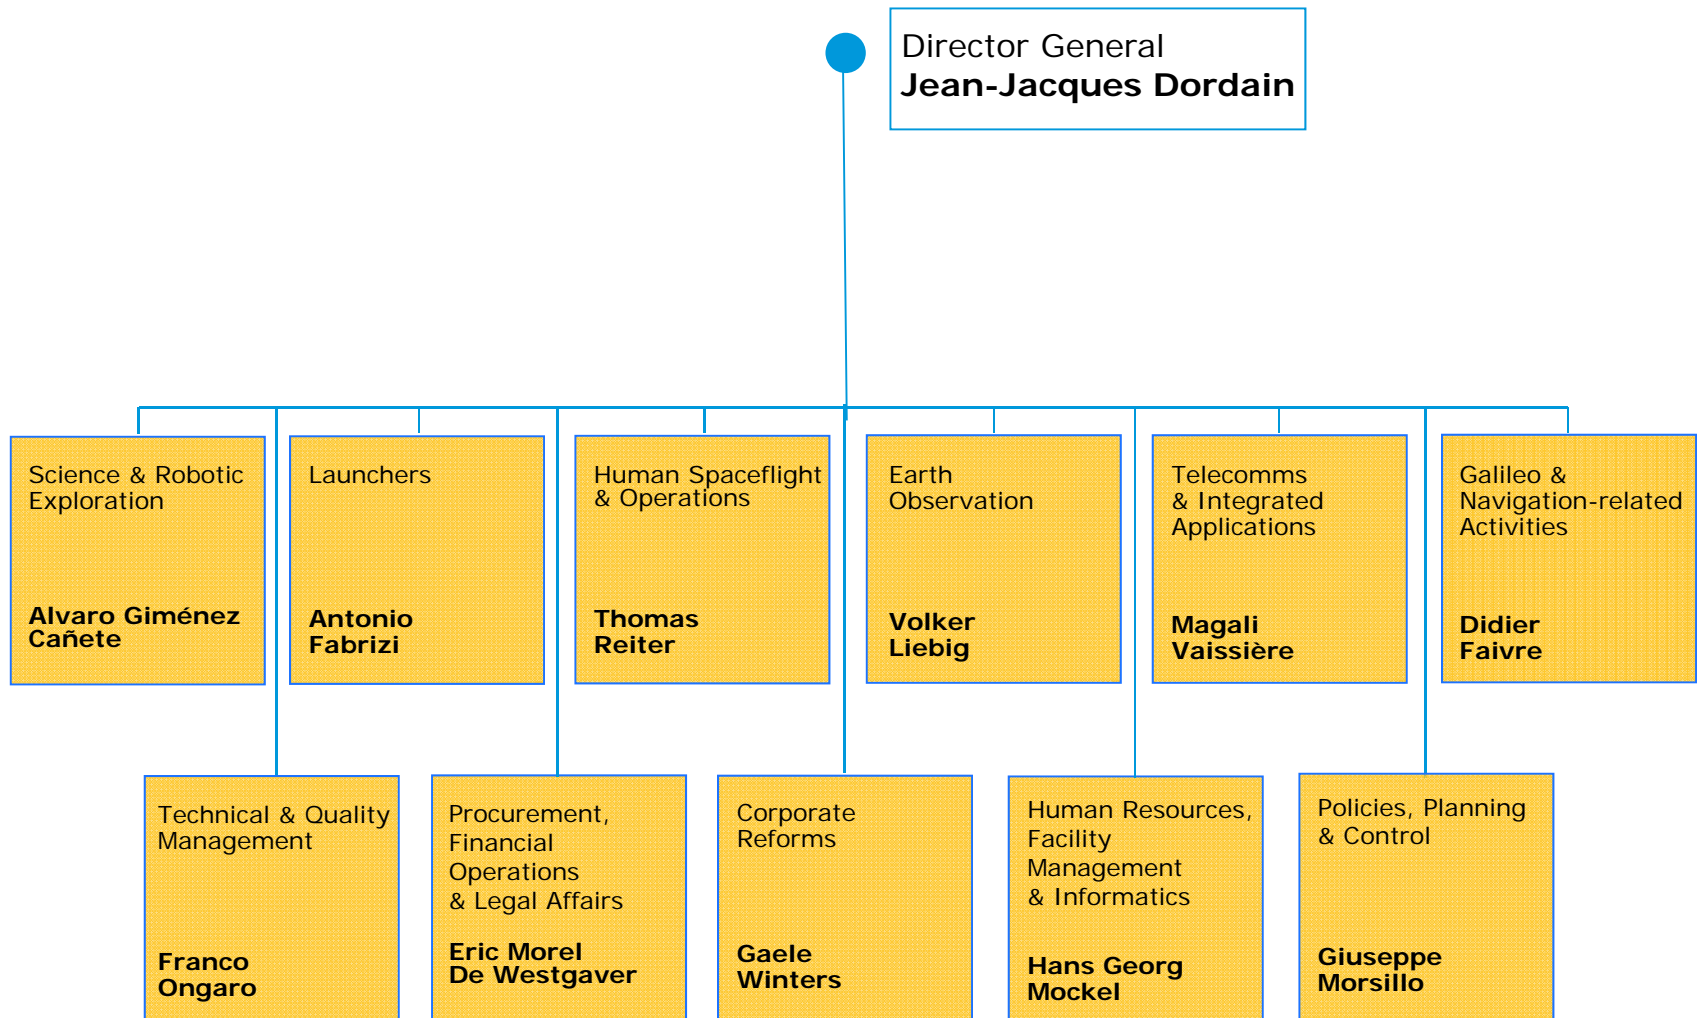 Director General
Jean-Jacques Dordain
Science & Robotic
Exploration
Alvaro Giménez
Cañete
Launchers
Antonio
Fabrizi
Human Spaceflight
& Operations
Thomas
Reiter
Earth
Observation
Volker
Liebig
Telecomms
& Integrated
Applications
Magali
Vaissière
Galileo &
Navigation-related
Activities
Didier
Faivre
Technical & Quality
Management
Franco
Ongaro
Procurement,
Financial
Operations
& Legal Affairs
Eric Morel
De Westgaver
Corporate
Reforms
Gaele
Winters
Human Resources,
Facility
Management
& Informatics
Hans Georg
Mockel
Policies, Planning
& Control
Giuseppe
Morsillo